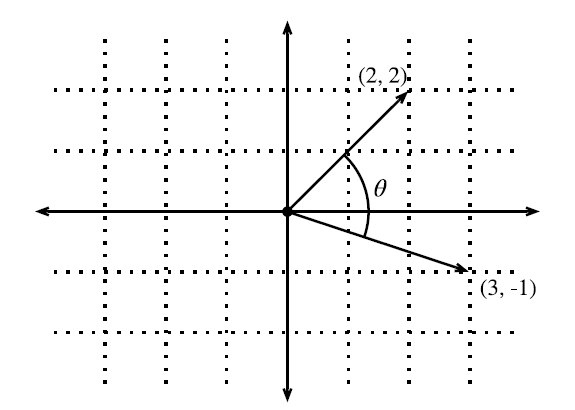 (2, 2)
θ
(3, -1)